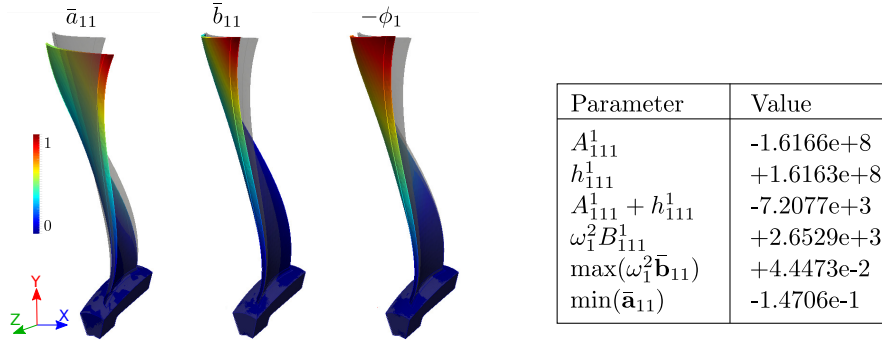 ā₁₁ b̄₁₁ −ϕ₁
1
0
Y
Z X
Parameter Value
A¹₁₁₁ -1.6166e+8
h¹₁₁₁ +1.6163e+8
A¹₁₁₁ + h¹₁₁₁ -7.2077e+3
ω₁²B¹₁₁₁ +2.6529e+3
max(ω₁²b̄₁₁) +4.4473e-2
min(ā₁₁) -1.4706e-1